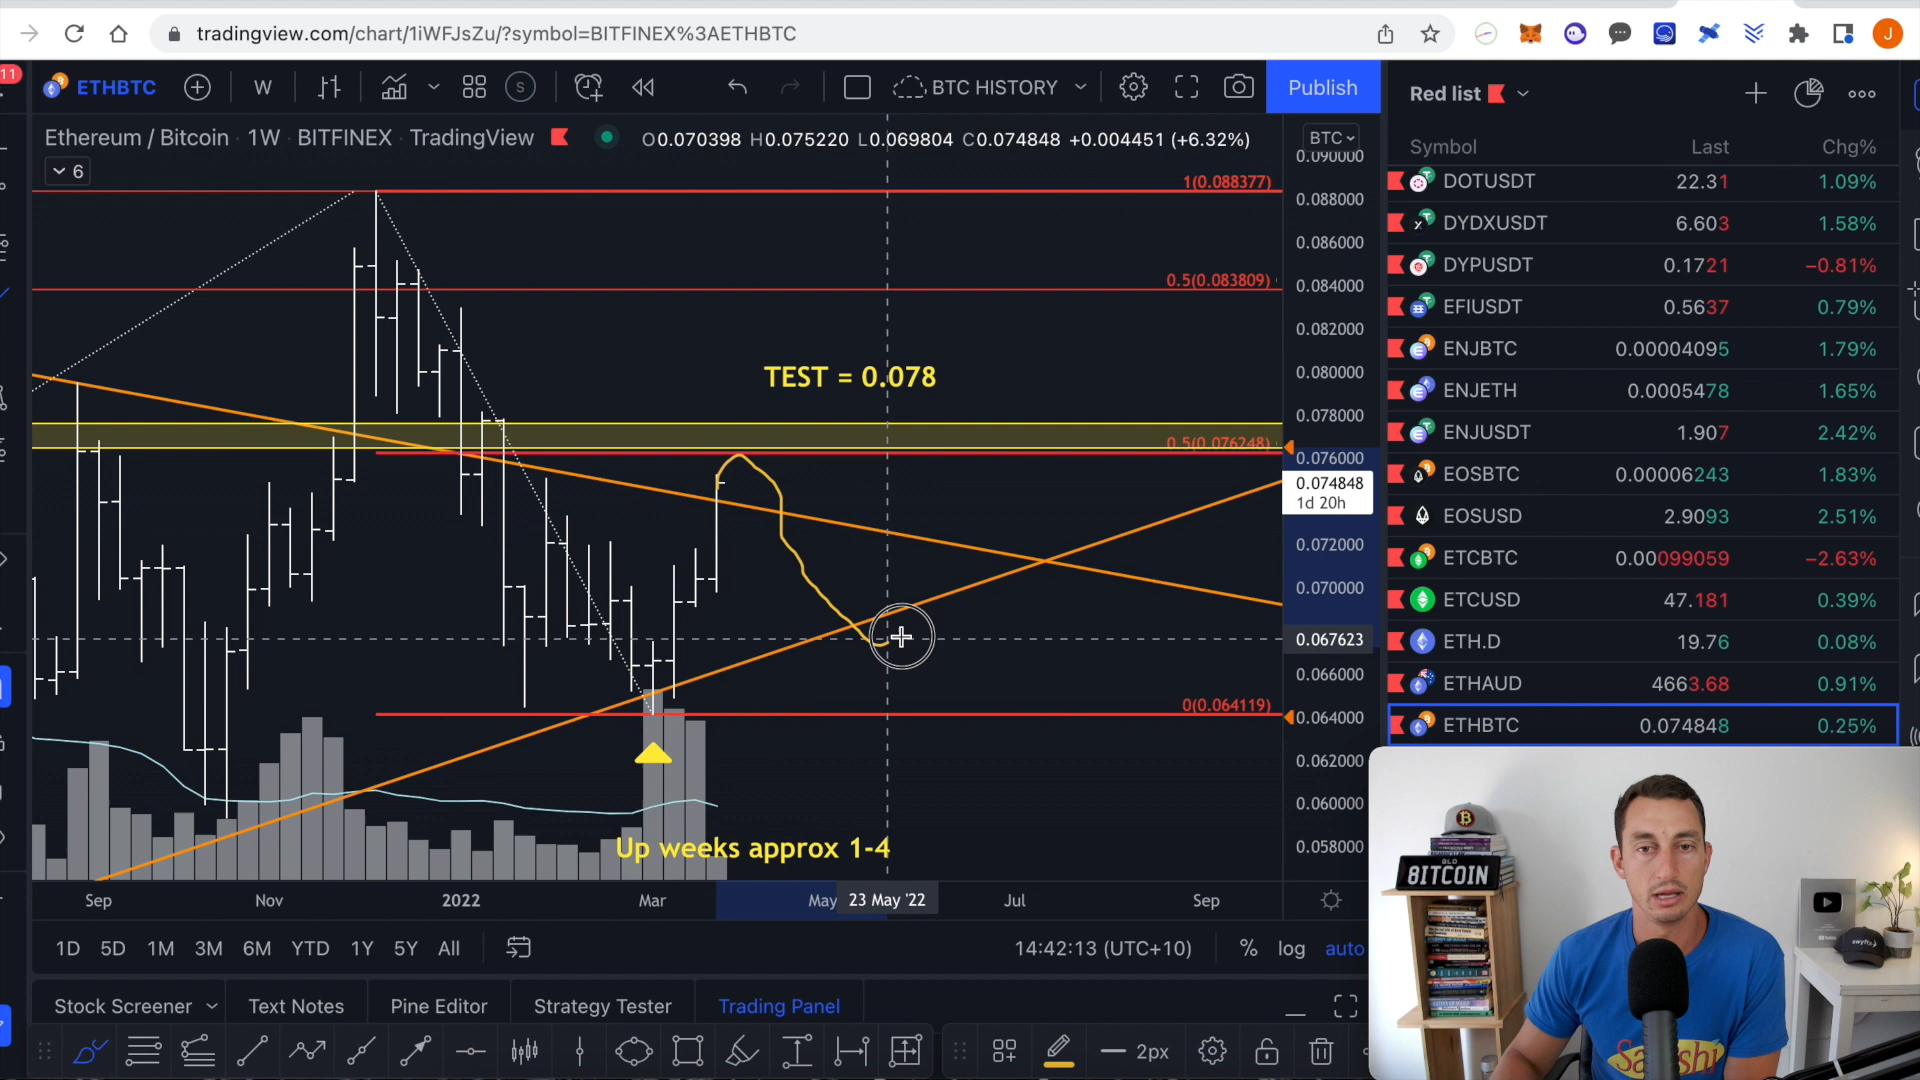 tradingview.com/chart/1iWFJsZu/?symbol=BITFINEX%3AETHBTC
J
11
ETHBTC
W
S
BTC HISTORY
Publish
Red list
Ethereum / Bitcoin · 1W · BITFINEX · TradingView
O0.070398 H0.075220 L0.069804 C0.074848 +0.004451 (+6.32%)
6
BTC
Symbol Last Chg%
DOTUSDT 22.31 1.09%
DYDXUSDT 6.603 1.58%
DYPUSDT 0.1721 −0.81%
EFIUSDT 0.5637 0.79%
ENJBTC 0.00004095 1.79%
ENJETH 0.0005478 1.65%
ENJUSDT 1.907 2.42%
EOSBTC 0.00006243 1.83%
EOSUSD 2.9093 2.51%
ETCBTC 0.00099059 −2.63%
ETCUSD 47.181 0.39%
ETH.D 19.76 0.08%
ETHAUD 4663.68 0.91%
ETHBTC 0.074848 0.25%
1(0.088377)
0.5(0.083809)
TEST = 0.078
0.5(0.076248)
0(0.064119)
Up weeks approx 1-4
0.090000
0.088000
0.086000
0.084000
0.082000
0.080000
0.078000
0.076000
0.074848
1d 20h
0.072000
0.070000
0.067623
0.066000
0.064000
0.062000
0.060000
0.058000
Sep Nov 2022 Mar May 23 May '22 Jul Sep
1D 5D 1M 3M 6M YTD 1Y 5Y All
14:42:13 (UTC+10) % log auto
Stock Screener Text Notes Pine Editor Strategy Tester Trading Panel
2px
8ITCOIN
swyftx